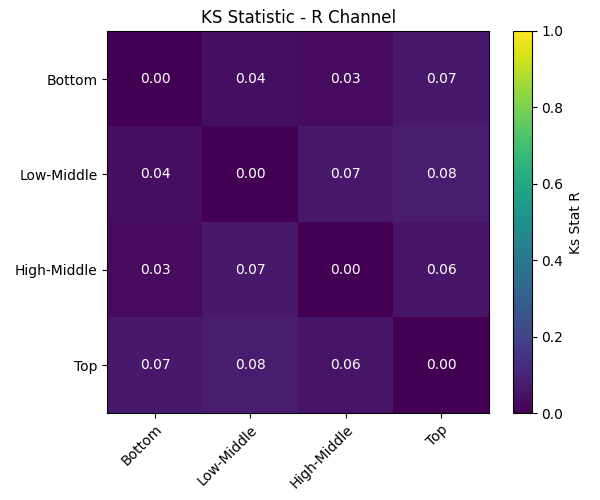 KS Statistic - R Channel
Bottom 0.00 0.04 0.03 0.07
Low-Middle 0.04 0.00 0.07 0.08
High-Middle 0.03 0.07 0.00 0.06
Top 0.07 0.08 0.06 0.00
Bottom Low-Middle High-Middle Top
1.0
0.8
0.6
0.4
0.2
0.0
Ks Stat R